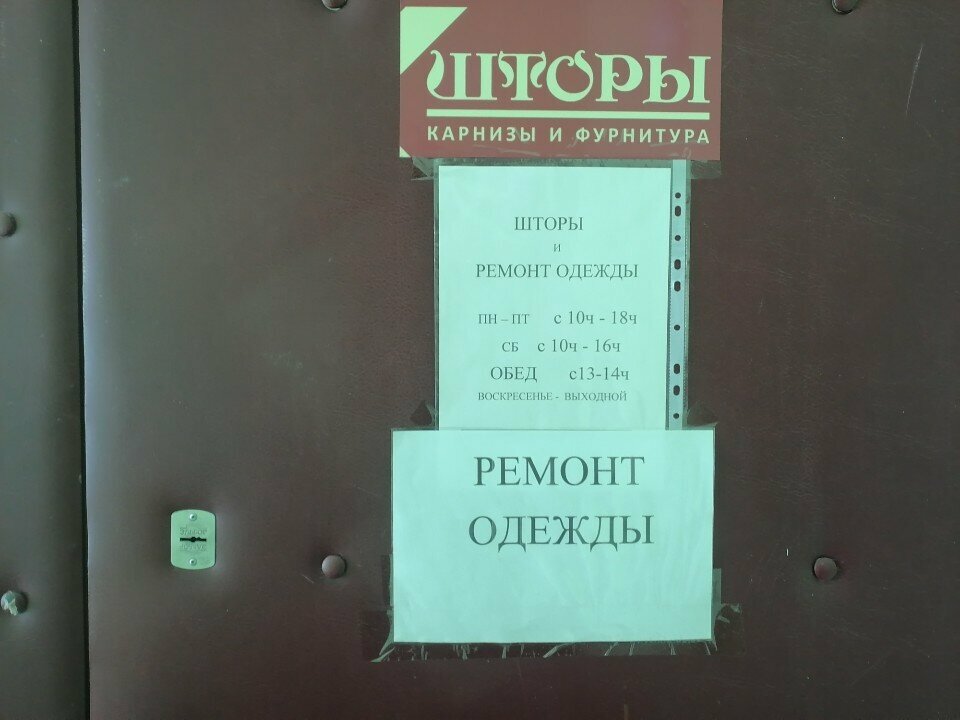 ШТОРЫ
КАРНИЗЫ И ФУРНИТУРА
ШТОРЫ
И
РЕМОНТ ОДЕЖДЫ
ПН – ПТ с 10ч - 18ч
СБ с 10ч - 16ч
ОБЕД с13-14ч
ВОСКРЕСЕНЬЕ - ВЫХОДНОЙ
РЕМОНТ
ОДЕЖДЫ